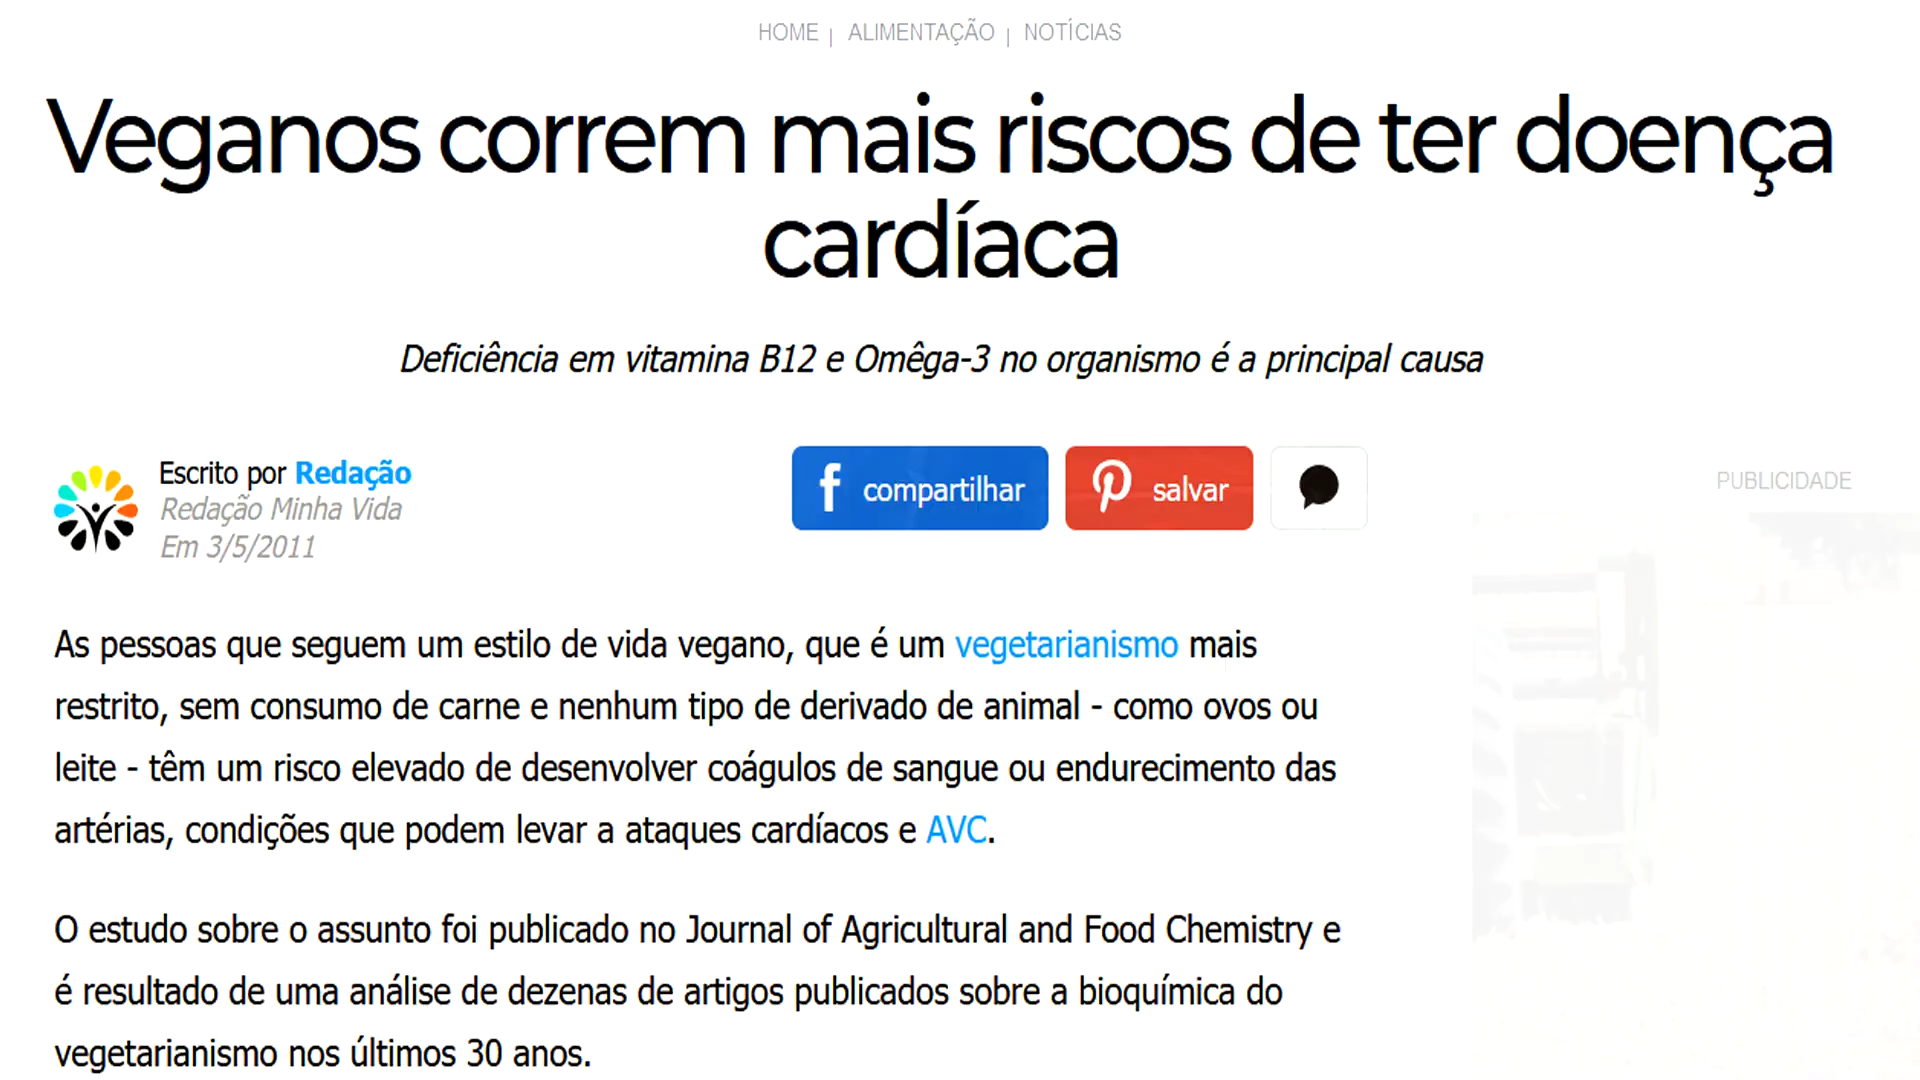 HOME | ALIMENTAÇÃO | NOTÍCIAS
Veganos correm mais riscos de ter doença
cardíaca
Deficiência em vitamina B12 e Omêga-3 no organismo é a principal causa
Escrito por Redação
Redação Minha Vida
Em 3/5/2011
compartilhar
salvar
PUBLICIDADE
As pessoas que seguem um estilo de vida vegano, que é um vegetarianismo mais
restrito, sem consumo de carne e nenhum tipo de derivado de animal - como ovos ou
leite - têm um risco elevado de desenvolver coágulos de sangue ou endurecimento das
artérias, condições que podem levar a ataques cardíacos e AVC.
O estudo sobre o assunto foi publicado no Journal of Agricultural and Food Chemistry e
é resultado de uma análise de dezenas de artigos publicados sobre a bioquímica do
vegetarianismo nos últimos 30 anos.